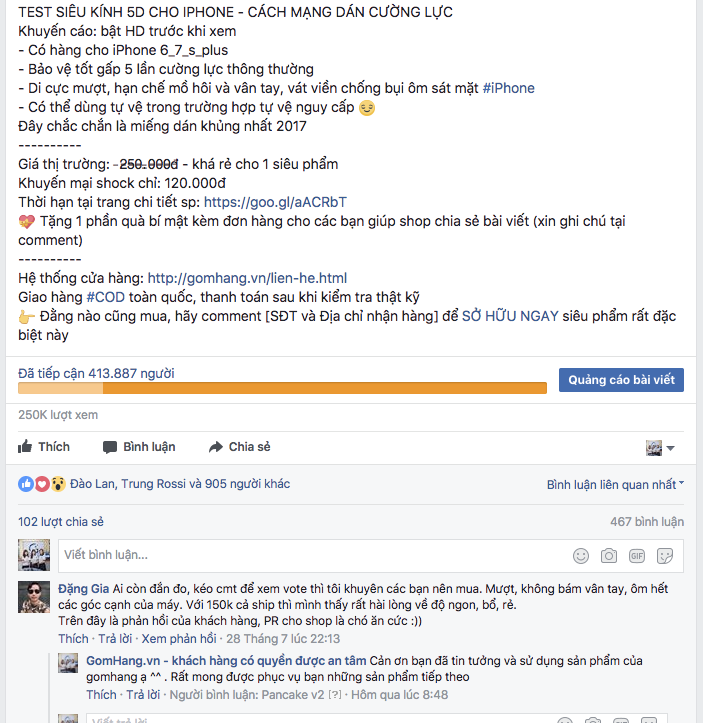 TEST SIÊU KÍNH 5D CHO IPHONE - CÁCH MẠNG DÁN CƯỜNG LỰC
Khuyến cáo: bật HD trước khi xem
- Có hàng cho iPhone 6_7_s_plus
- Bảo vệ tốt gấp 5 lần cường lực thông thường
- Di cực mượt, hạn chế mồ hôi và vân tay, vát viền chống bụi ôm sát mặt #iPhone
- Có thể dùng tự vệ trong trường hợp tự vệ nguy cấp 😏
Đây chắc chắn là miếng dán khủng nhất 2017
----------
Giá thị trường: -250.000đ - khá rẻ cho 1 siêu phẩm
Khuyến mại shock chỉ: 120.000đ
Thời hạn tại trang chi tiết sp: https://goo.gl/aACRbT
💝 Tặng 1 phần quà bí mật kèm đơn hàng cho các bạn giúp shop chia sẻ bài viết (xin ghi chú tại
comment)
----------
Hệ thống cửa hàng: http://gomhang.vn/lien-he.html
Giao hàng #COD toàn quốc, thanh toán sau khi kiểm tra thật kỹ
👉 Đằng nào cũng mua, hãy comment [SĐT và Địa chỉ nhận hàng] để SỞ HỮU NGAY siêu phẩm rất đặc
biệt này
Đã tiếp cận 413.887 người
Quảng cáo bài viết
250K lượt xem
Thích Bình luận Chia sẻ
Đào Lan, Trung Rossi và 905 người khác Bình luận liên quan nhất
102 lượt chia sẻ 467 bình luận
Viết bình luận...
GIF
Đặng Gia Ai còn đắn đo, kéo cmt để xem vote thì tôi khuyên các bạn nên mua. Mượt, không bám vân tay, ôm hết
các góc cạnh của máy. Với 150k cả ship thì mình thấy rất hài lòng về độ ngon, bổ, rẻ.
Trên đây là phản hồi của khách hàng, PR cho shop là chó ăn cức :))
Thích · Trả lời · Xem phản hồi · 28 Tháng 7 lúc 22:13
GomHang.vn - khách hàng có quyền được an tâm Cản ơn bạn đã tin tưởng và sử dụng sản phẩm của
gomhang ạ ^^ . Rất mong được phục vụ bạn những sản phẩm tiếp theo
Thích · Trả lời · Người bình luận: Pancake v2 [?] · Hôm qua lúc 8:48
Viết trả lời...